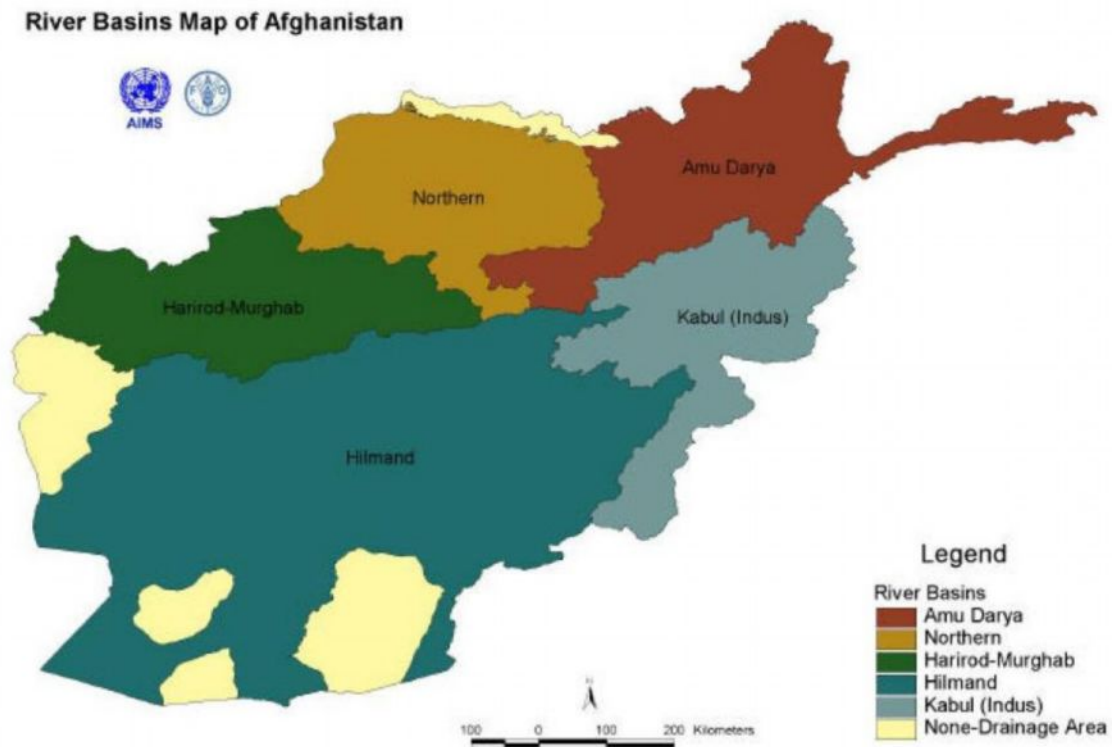 River Basins Map of Afghanistan
F A O
AIMS
Amu Darya
Northern
Harirod-Murghab
Kabul (Indus)
Hilmand
Legend
River Basins
Amu Darya
Northern
Harirod-Murghab
Hilmand
Kabul (Indus)
None-Drainage Area
N
100 0 100 200 Kilometers